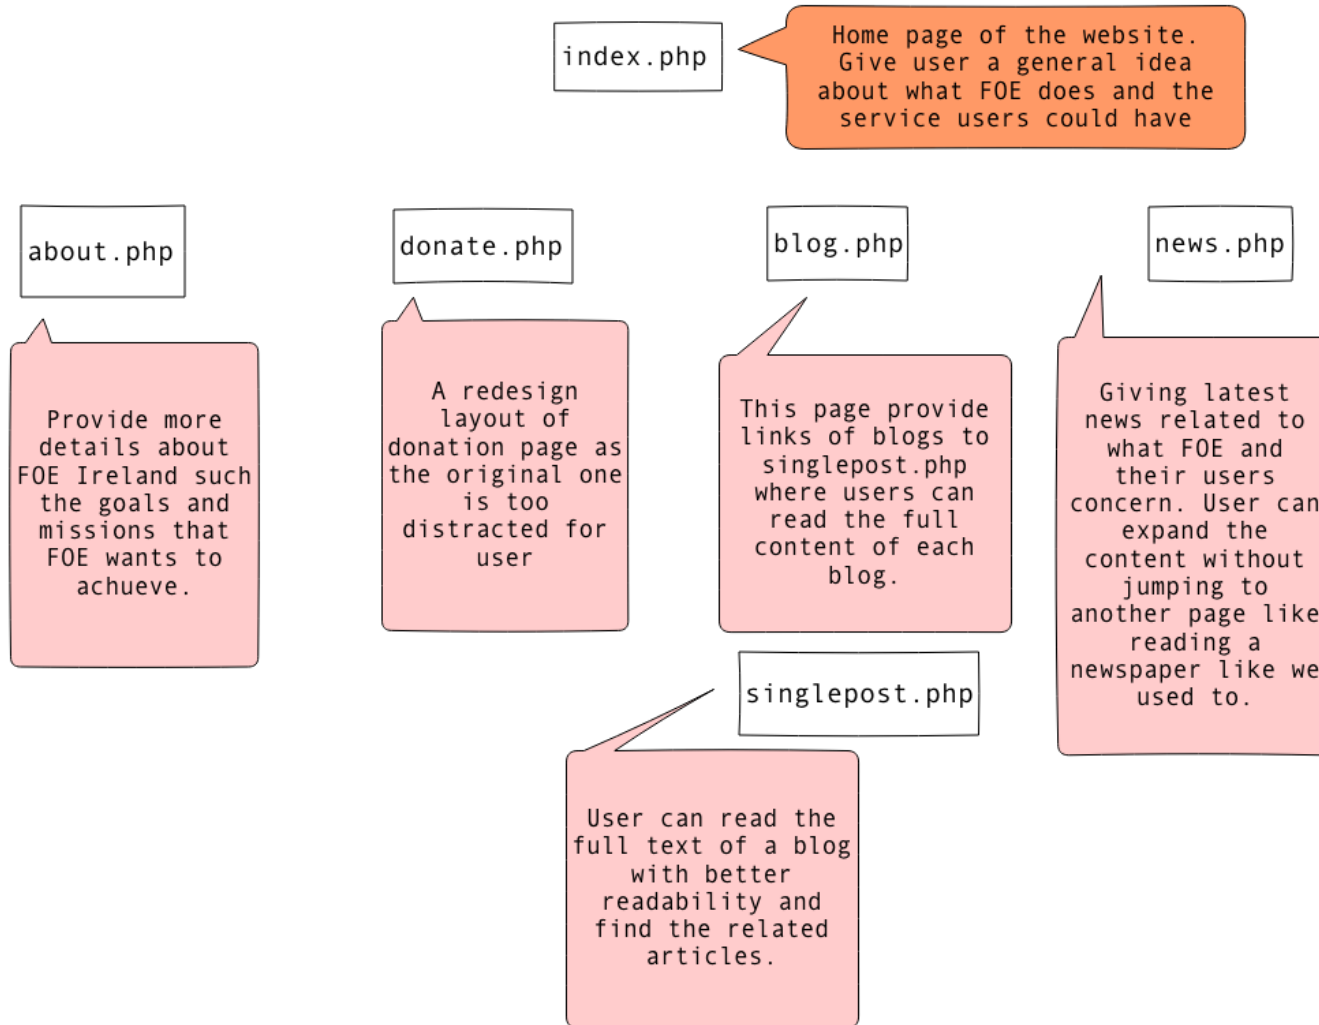 index.php
Home page of the website.
Give user a general idea
about what FOE does and the
service users could have
about.php
donate.php
blog.php
news.php
Provide more
details about
FOE Ireland such
the goals and
missions that
FOE wants to
achueve.
A redesign
layout of
donation page as
the original one
is too
distracted for
user
This page provide
links of blogs to
singlepost.php
where users can
read the full
content of each
blog.
Giving latest
news related to
what FOE and
their users
concern. User can
expand the
content without
jumping to
another page like
reading a
newspaper like we
used to.
singlepost.php
User can read the
full text of a blog
with better
readability and
find the related
articles.